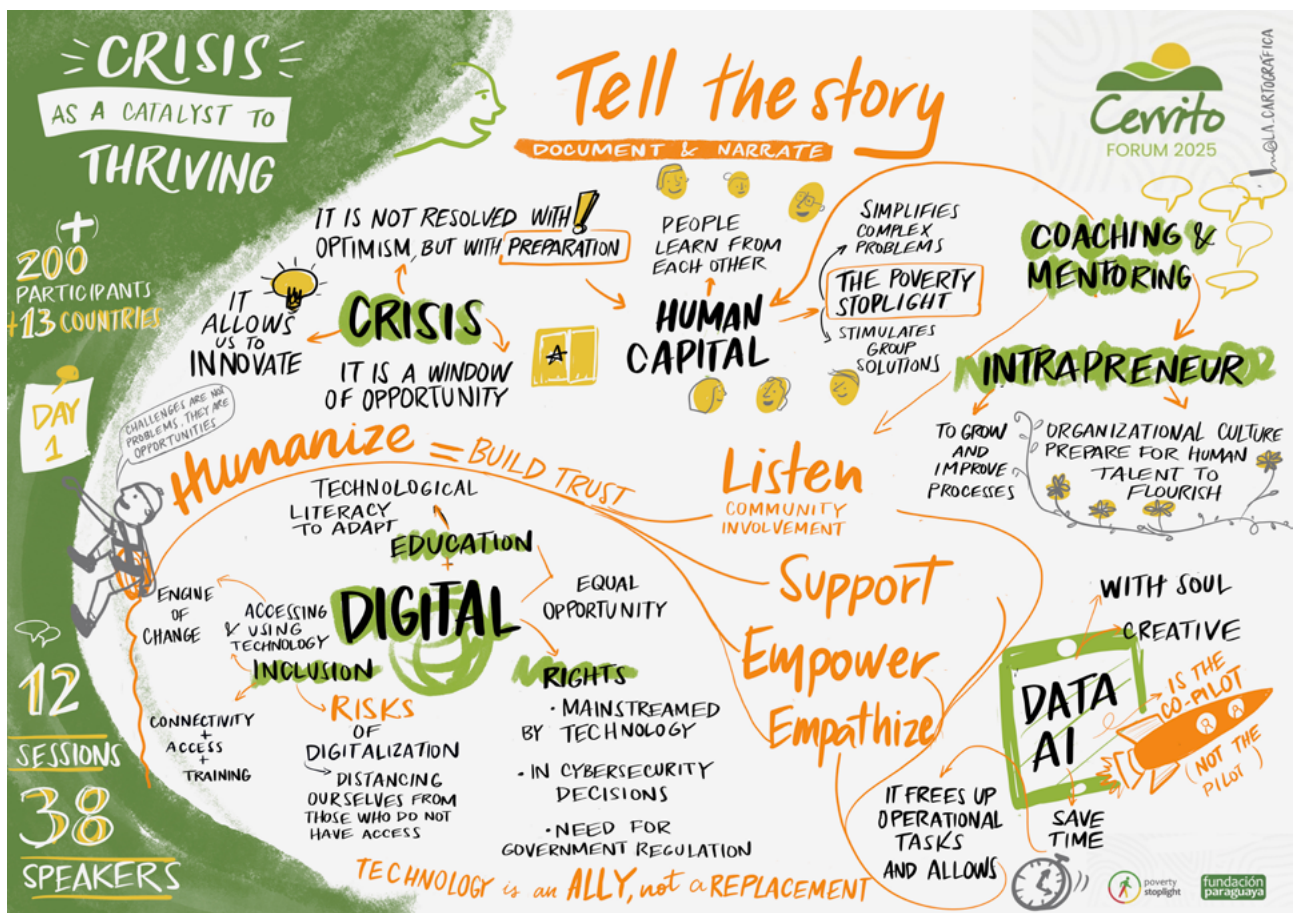 CRISIS
AS A CATALYST TO
THRIVING
(+)
200
PARTICIPANTS
+13 COUNTRIES
DAY
1
CHALLENGES ARE NOT
PROBLEMS, THEY ARE
OPPORTUNITIES
12
SESSIONS
38
SPEAKERS
Tell the story
DOCUMENT & NARRATE
Cerrito
FORUM 2025
@LA.CARTOGRÁFICA
IT IS NOT RESOLVED WITH
OPTIMISM, BUT WITH PREPARATION
!
IT
ALLOWS
US TO
INNOVATE
CRISIS
IT IS A WINDOW
OF OPPORTUNITY
PEOPLE
LEARN FROM
EACH OTHER
HUMAN
CAPITAL
SIMPLIFIES
COMPLEX
PROBLEMS
THE POVERTY
STOPLIGHT
STIMULATES
GROUP
SOLUTIONS
COACHING &
MENTORING
INTRAPRENEUR
TO GROW
AND
IMPROVE
PROCESSES
ORGANIZATIONAL CULTURE
PREPARE FOR HUMAN
TALENT TO
FLOURISH
Humanize = BUILD TRUST
Listen
COMMUNITY
INVOLVEMENT
Support
Empower
Empathize
TECHNOLOGICAL
LITERACY
TO ADAPT
EDUCATION
DIGITAL
EQUAL
OPPORTUNITY
ENGINE
OF
CHANGE
ACCESSING
& USING
TECHNOLOGY
INCLUSION
CONNECTIVITY
+
ACCESS
+
TRAINING
RISKS
OF
DIGITALIZATION
DISTANCING
OURSELVES FROM
THOSE WHO DO NOT
HAVE ACCESS
RIGHTS
• MAINSTREAMED
BY TECHNOLOGY
• IN CYBERSECURITY
DECISIONS
• NEED FOR
GOVERNMENT REGULATION
WITH SOUL
CREATIVE
DATA
AI
IS THE
CO-PILOT
(NOT THE
PILOT)
SAVE
TIME
IT FREES UP
OPERATIONAL
TASKS
AND ALLOWS
TECHNOLOGY is an ALLY, not a REPLACEMENT
poverty
stoplight
fundación
paraguaya